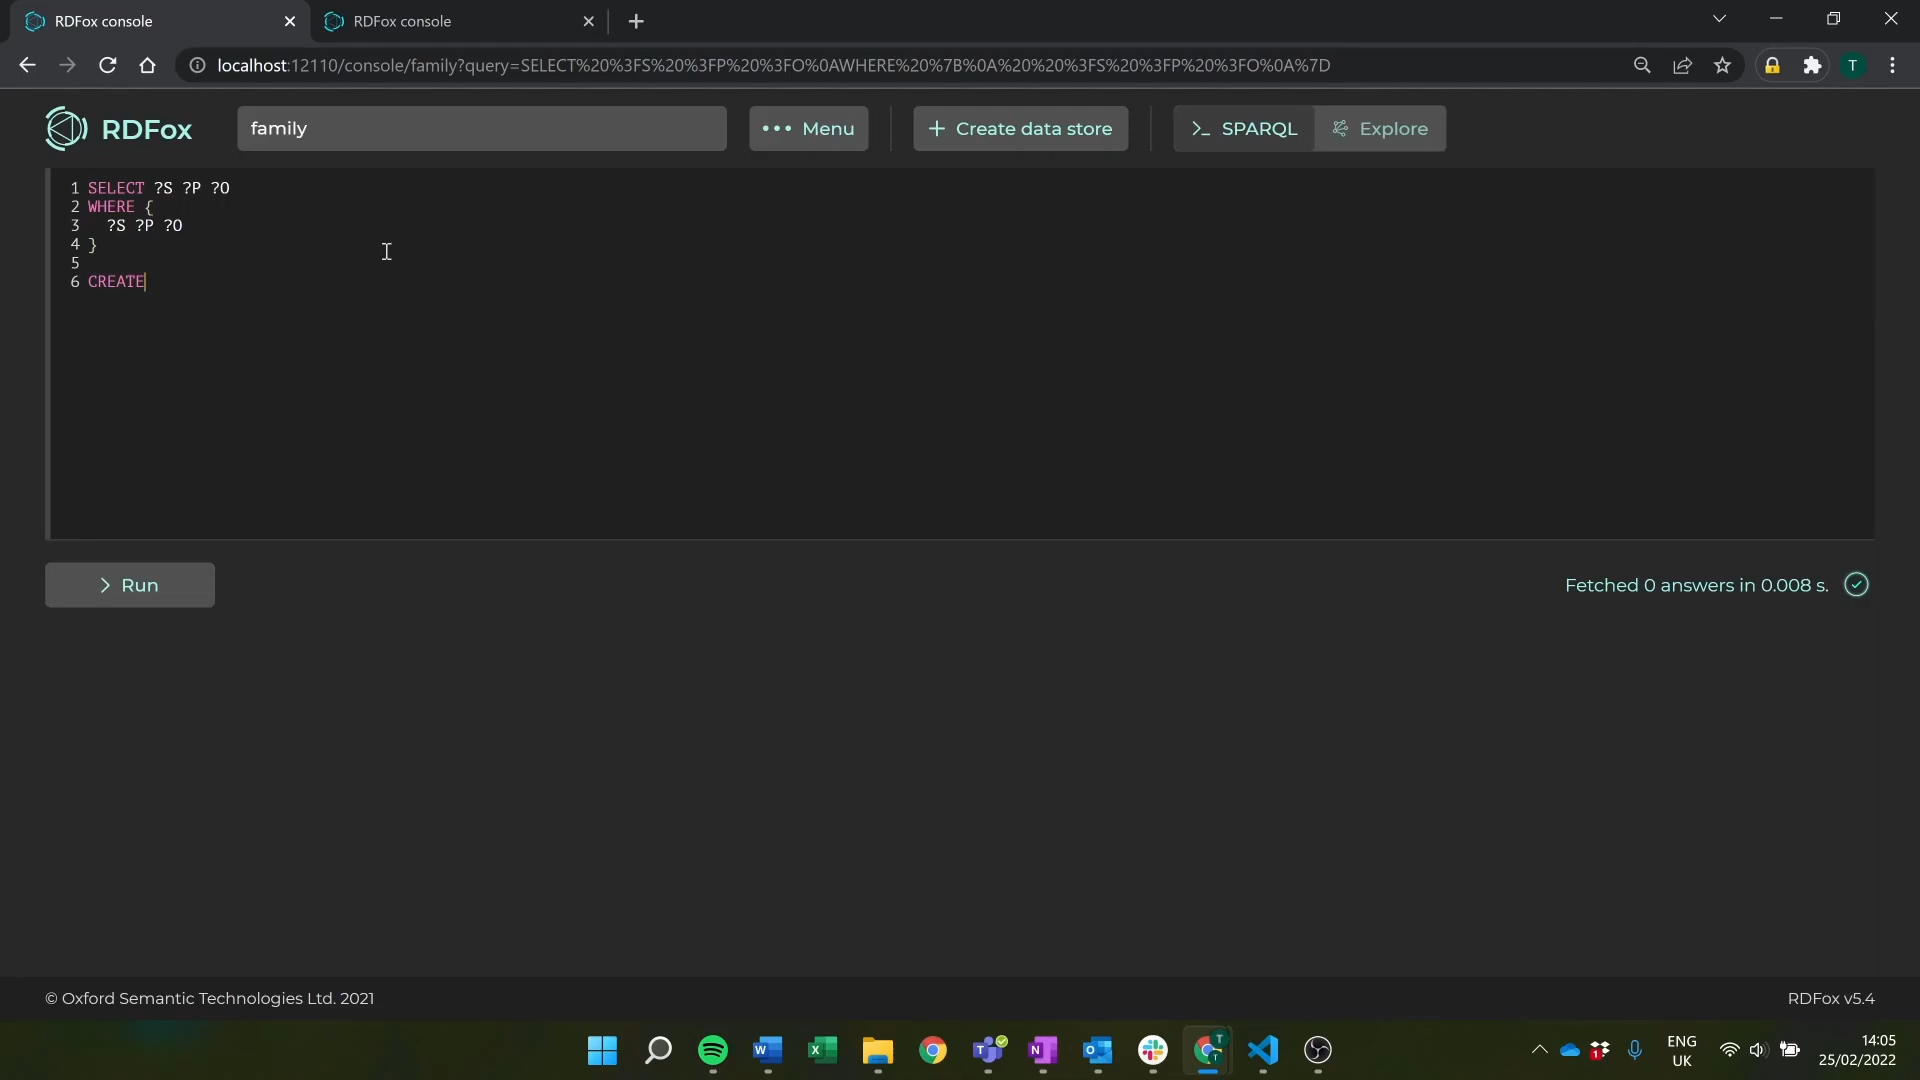 RDFox console
RDFox console
localhost:12110/console/family?query=SELECT%20%3FS%20%3FP%20%3FO%0AWHERE%20%7B%0A%20%20%3FS%20%3FP%20%3FO%0A%7D
T
RDFox
family
Menu
Create data store
SPARQL
Explore
1 SELECT ?S ?P ?O
2 WHERE {
3 ?S ?P ?O
4 }
5
6 CREATE
Run
Fetched 0 answers in 0.008 s.
© Oxford Semantic Technologies Ltd. 2021
RDFox v5.4
ENG
UK
14:05
25/02/2022